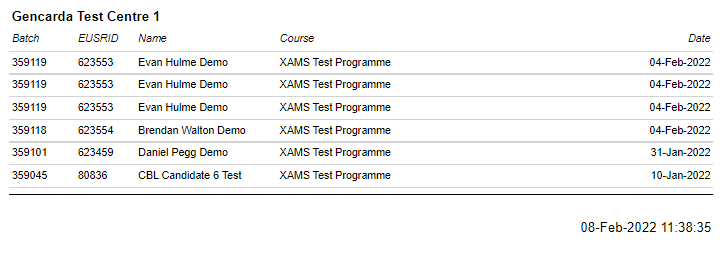 Gencarda Test Centre 1
Batch EUSRID Name Course Date
359119 623553 Evan Hulme Demo XAMS Test Programme 04-Feb-2022
359119 623553 Evan Hulme Demo XAMS Test Programme 04-Feb-2022
359119 623553 Evan Hulme Demo XAMS Test Programme 04-Feb-2022
359118 623554 Brendan Walton Demo XAMS Test Programme 04-Feb-2022
359101 623459 Daniel Pegg Demo XAMS Test Programme 31-Jan-2022
359045 80836 CBL Candidate 6 Test XAMS Test Programme 10-Jan-2022
08-Feb-2022 11:38:35